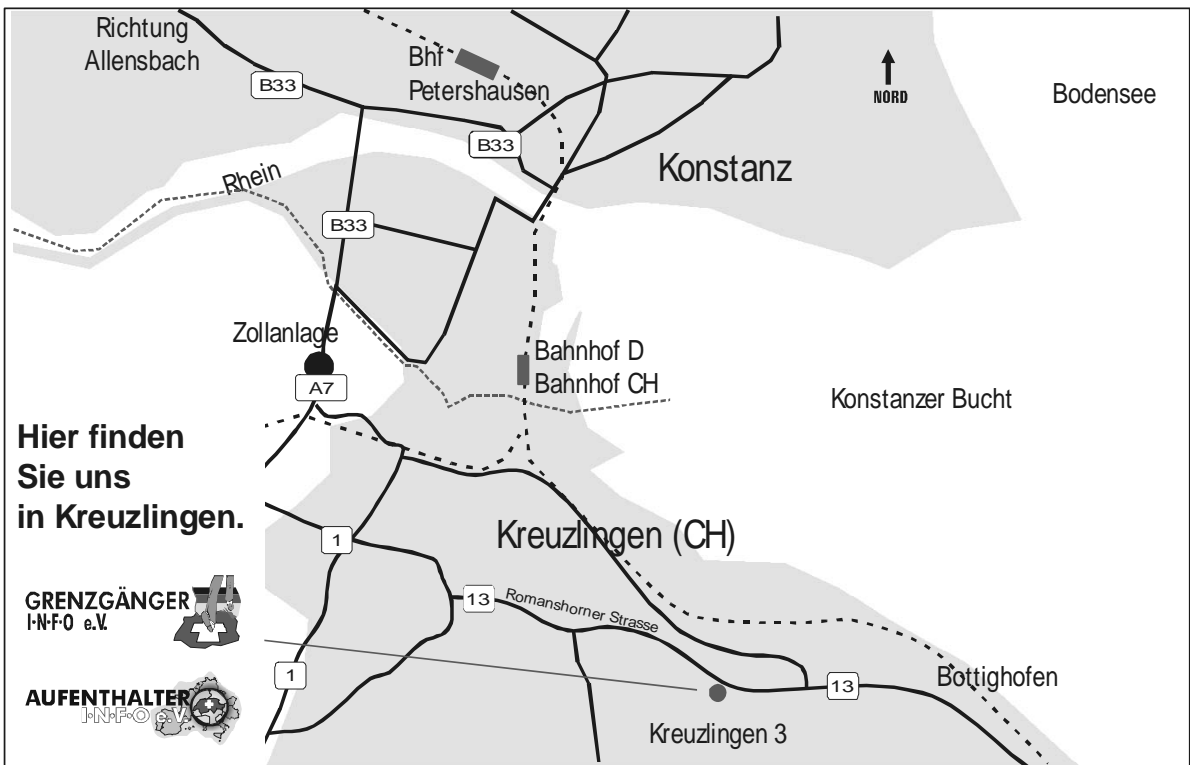 Richtung
Allensbach
Bhf
Petershausen
B33
B33
NORD
Bodensee
Konstanz
Rhein
B33
Zollanlage
A7
Bahnhof D
Bahnhof CH
Konstanzer Bucht
Hier finden
Sie uns
in Kreuzlingen.
1
Kreuzlingen (CH)
GRENZGÄNGER
I·N·F·O e.V.
13
Romanshorner Strasse
1
AUFENTHALTER
I·N·F·O e.V.
13
Bottighofen
Kreuzlingen 3